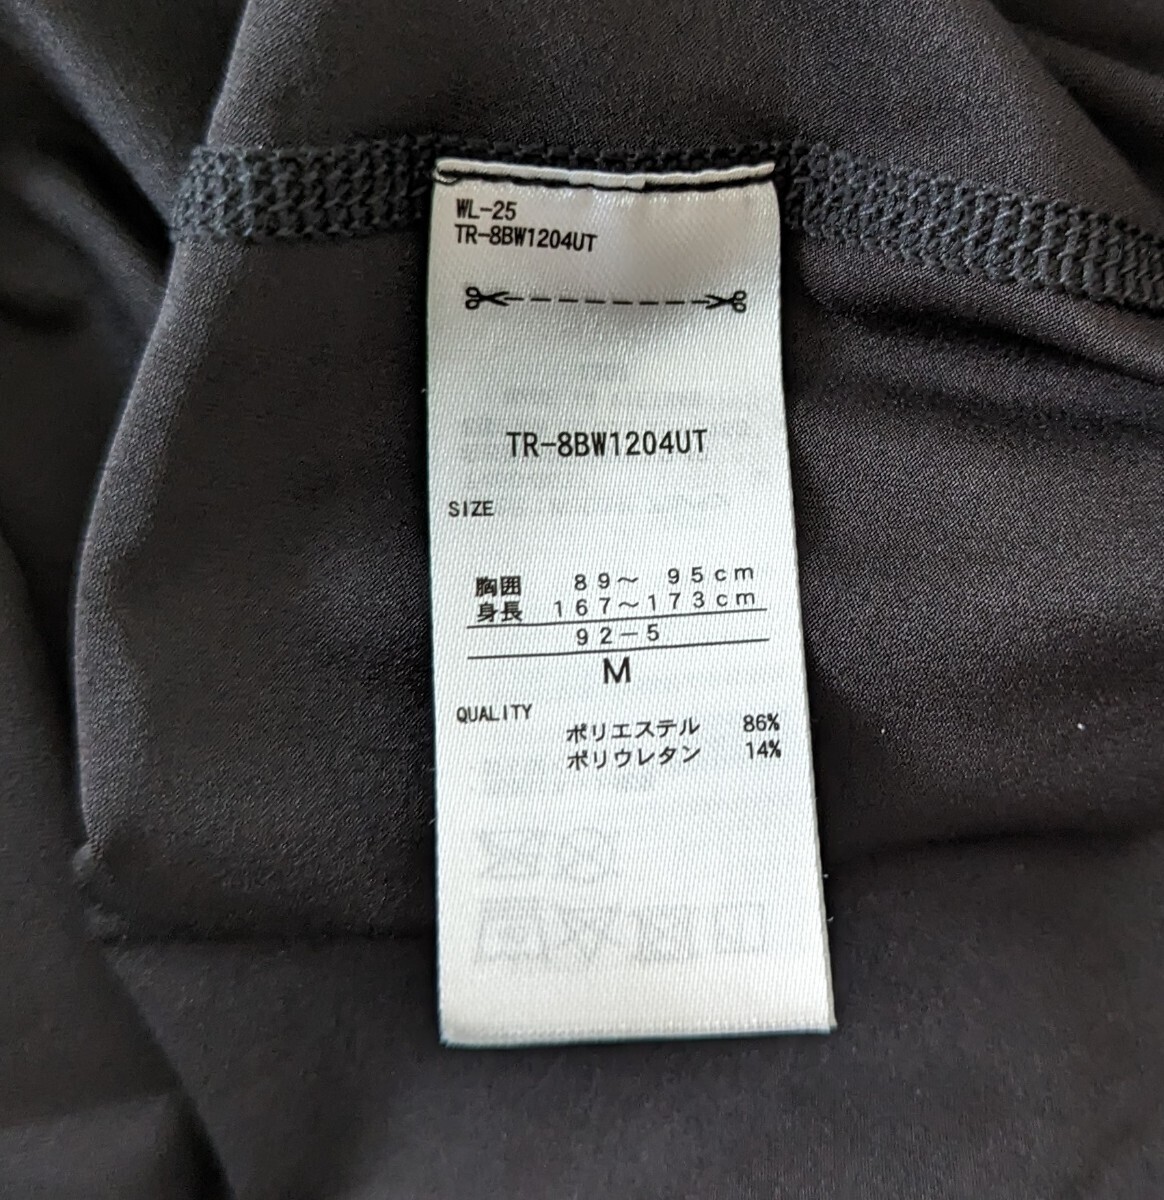 WL-25
TR-8BW1204UT
TR-8BW1204UT
SIZE
胸囲 89～ 95cm
身長 167～173cm
92-5
M
QUALITY
ポリエステル 86%
ポリウレタン 14%